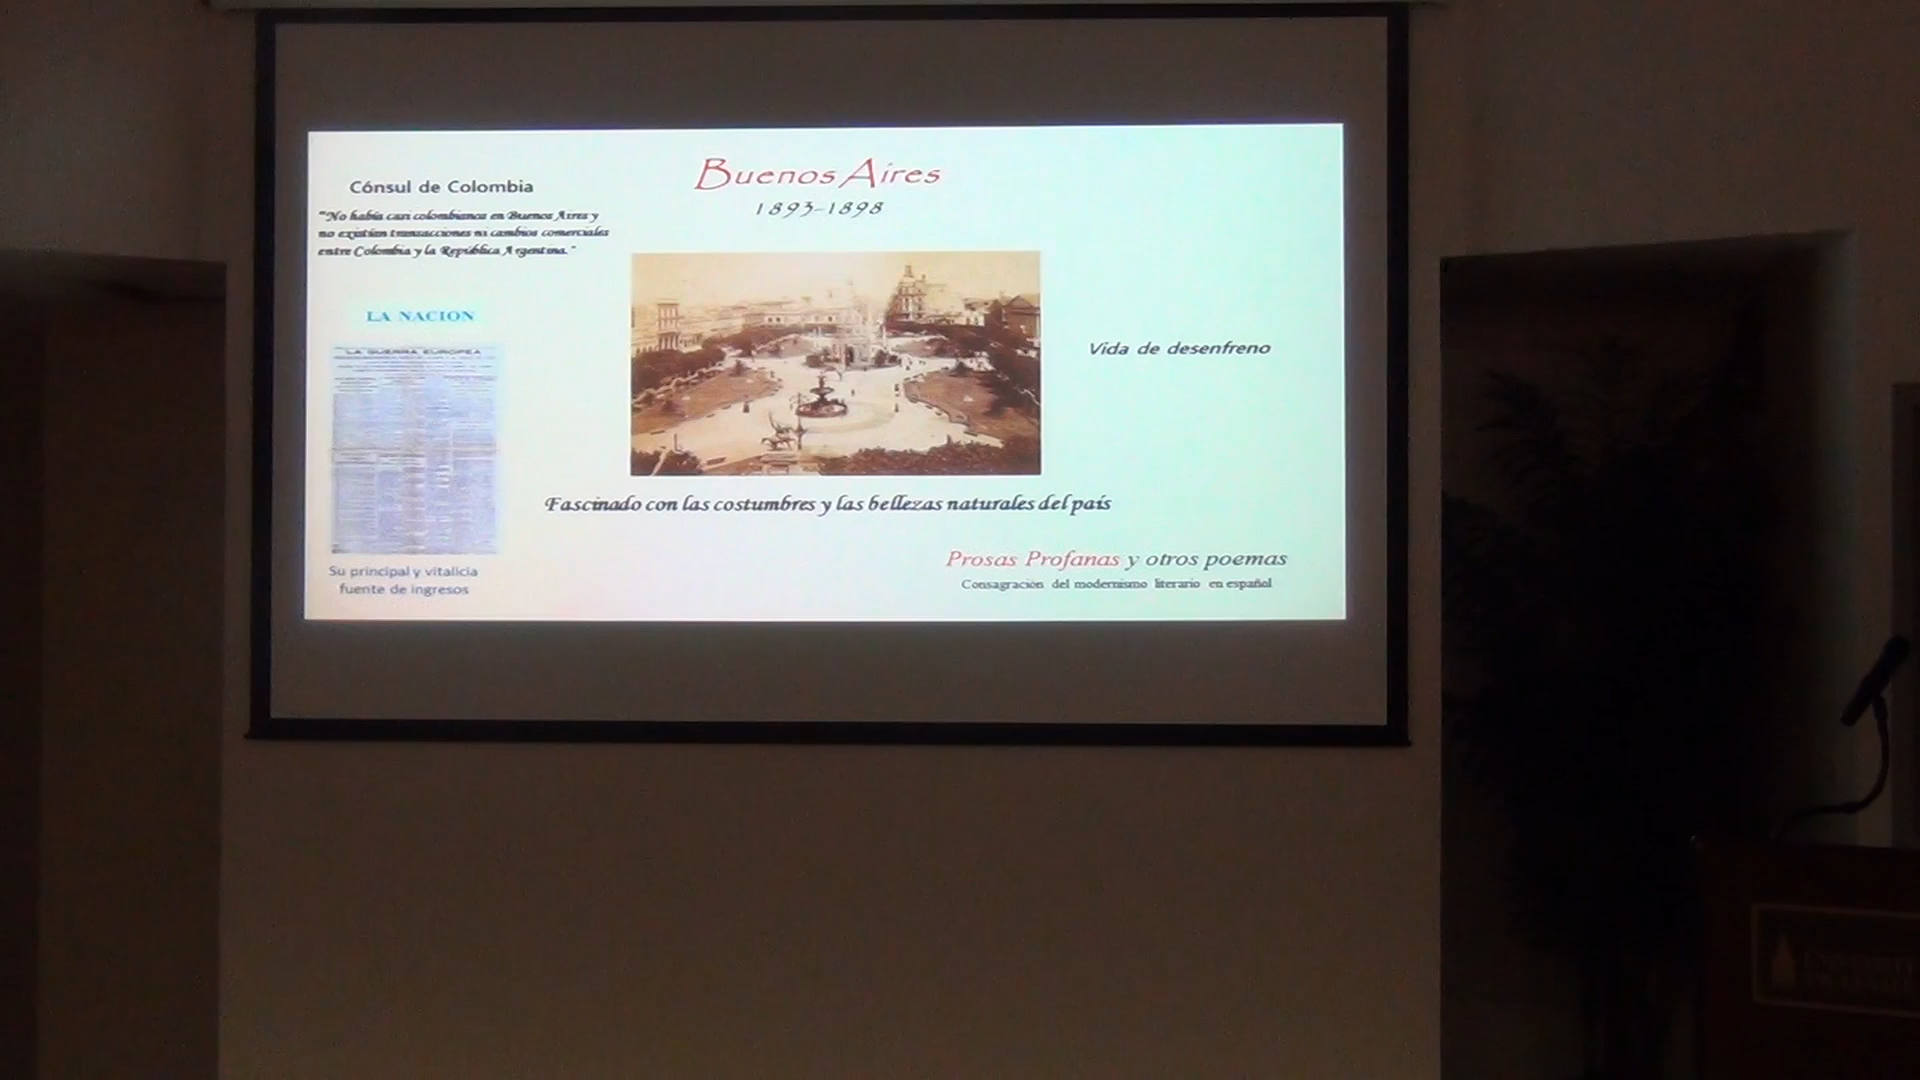 Buenos Aires
1893-1898
Cónsul de Colombia
"No había casi colombianos en Buenos Aires y
no existían transacciones ni cambios comerciales
entre Colombia y la República Argentina."
LA NACION
LA GUERRA EUROPEA
Su principal y vitalicia
fuente de ingresos
Vida de desenfreno
Fascinado con las costumbres y las bellezas naturales del país
Prosas Profanas y otros poemas
Consagración del modernismo literario en español